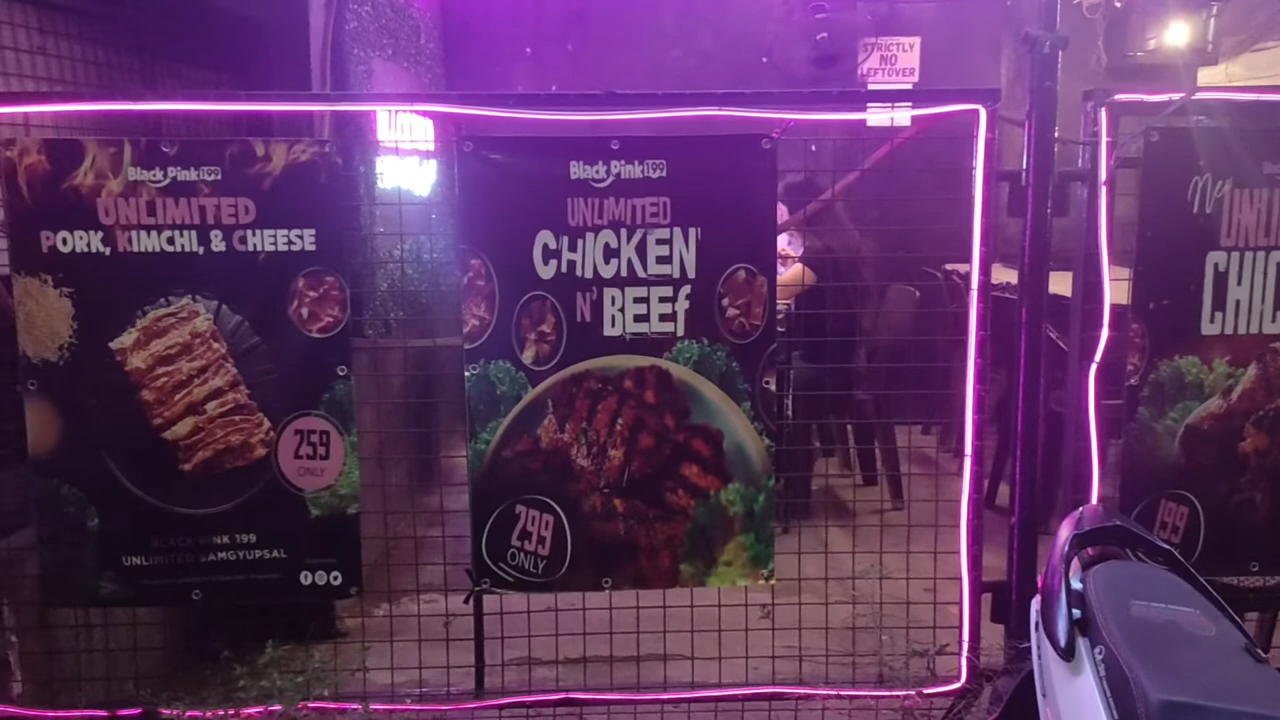 STRICTLY
NO
LEFTOVER
Black Pink 199
UNLIMITED
PORK, KIMCHI, & CHEESE
259
ONLY
BLACK PINK 199
UNLIMITED SAMGYUPSAL
Black Pink 199
UNLIMITED
CHICKEN
N' BEEf
299
ONLY
199